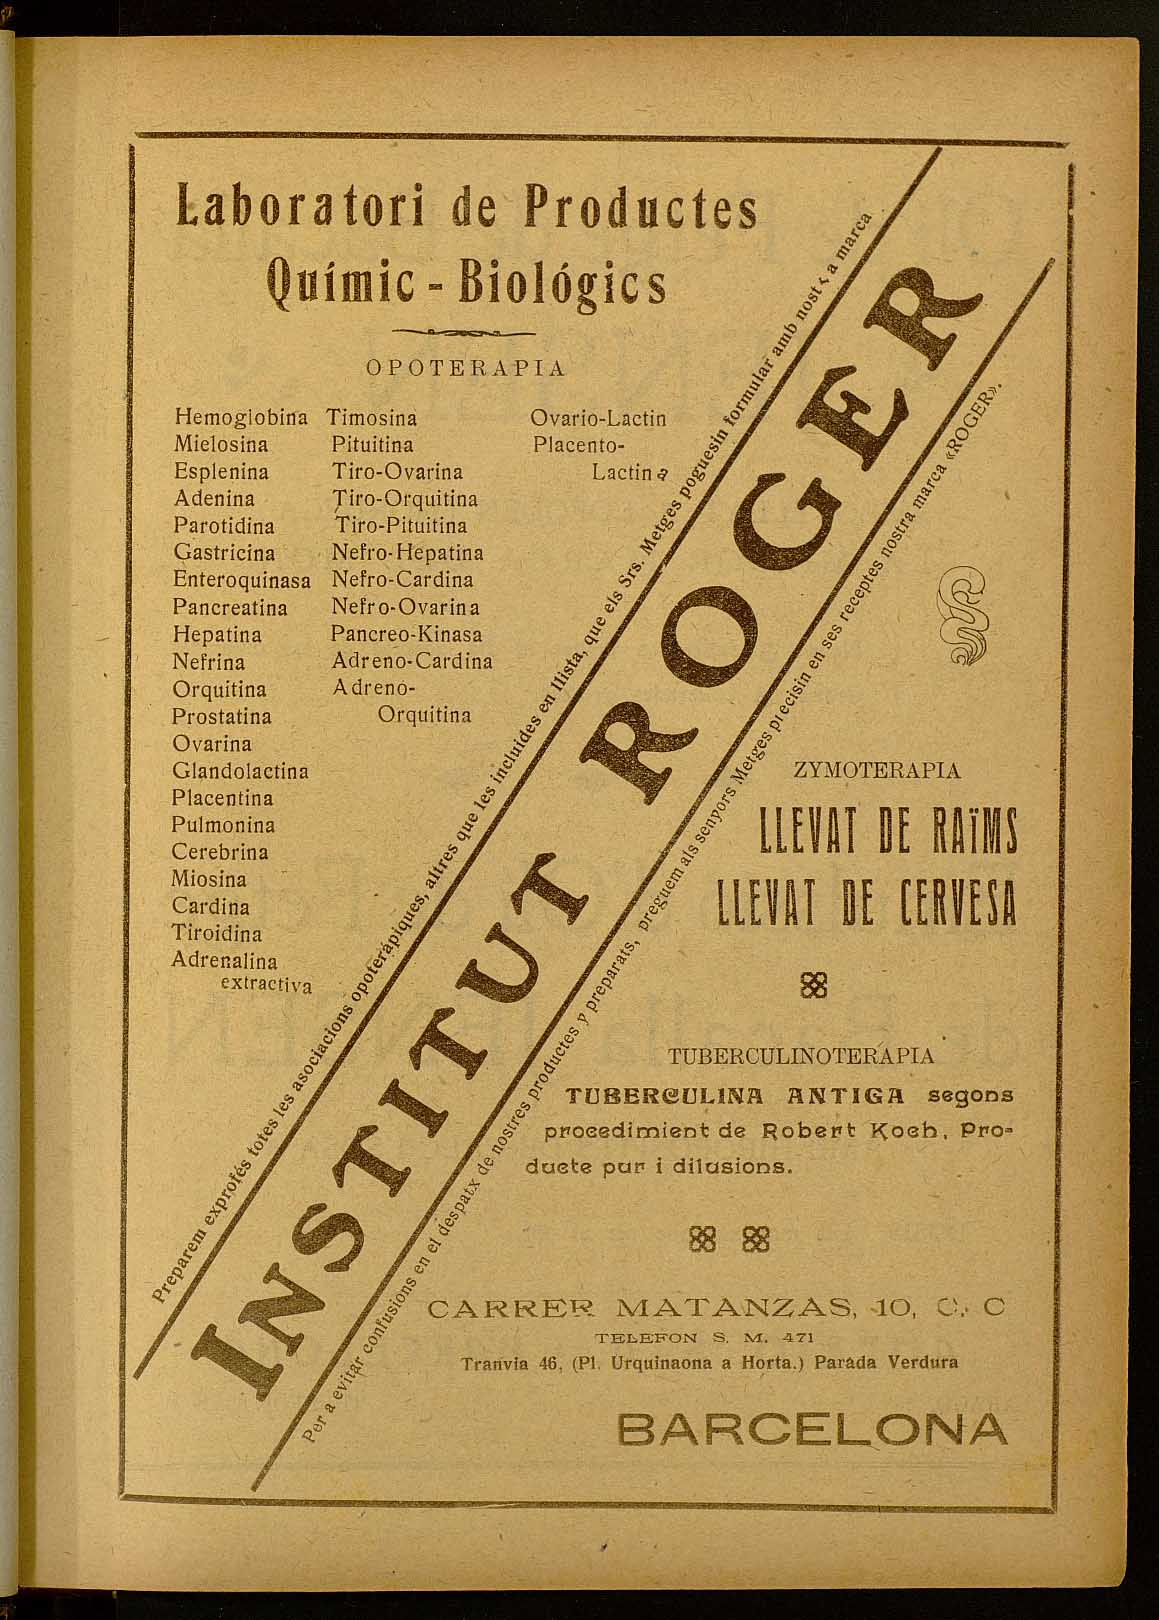 Laboratori de Productes
Químic - Biológics
OPOTERAPIA
Hemoglobina
Mielosina
Esplenina
Adenina
Parotidina
Gastricina
Enteroquinasa
Pancreatina
Hepatina
Nefrina
Orquitina
Prostatina
Ovarina
Glandolactina
Placentina
Pulmonina
Cerebrina
Miosina
Cardina
Tiroidina
Adrenalina
extractiva
Timosina
Pituitina
Tiro-Ovarina
Tiro-Orquitina
Tiro-Pituitina
Nefro-Hepatina
Nefro-Cardina
Nefro-Ovarina
Pancreo-Kinasa
Adreno-Cardina
Adreno-
Orquitina
Ovario-Lactin
Placento-
Lactina
Preparem exprofés totes les asociacions opoterápiques, altres que les incluides en llista, que els Srs. Metges poguesin formular amb nostra marca
INSTITUT ROGER
Per a evitar confusions en el despatx de nostres productes y preparats, preguem als senyors Metges precisin en ses receptes nostra marca «ROGER».
ZYMOTERAPIA
LLEVAT DE RAÏMS
LLEVAT DE CERVESA
TUBERCULINOTERAPIA
TUBERCULINA ANTIGA segons
procedimient de Robert Koch, Pro-
ducte pur i dilusions.
CARRER MATANZAS, 10, C. C
TELEFON S. M. 471
Tranvia 46, (Pl. Urquinaona a Horta.) Parada Verdura
BARCELONA